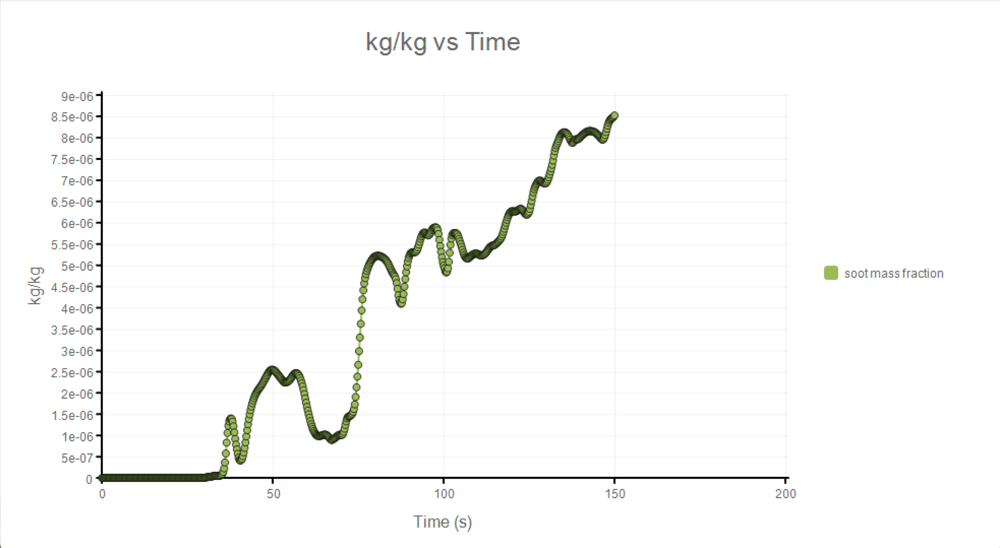 kg/kg vs Time
9e-06
8.5e-06
8e-06
7.5e-06
7e-06
6.5e-06
6e-06
5.5e-06
5e-06
4.5e-06
4e-06
3.5e-06
3e-06
2.5e-06
2e-06
1.5e-06
1e-06
5e-07
0
kg/kg
0 50 100 150 200
Time (s)
soot mass fraction